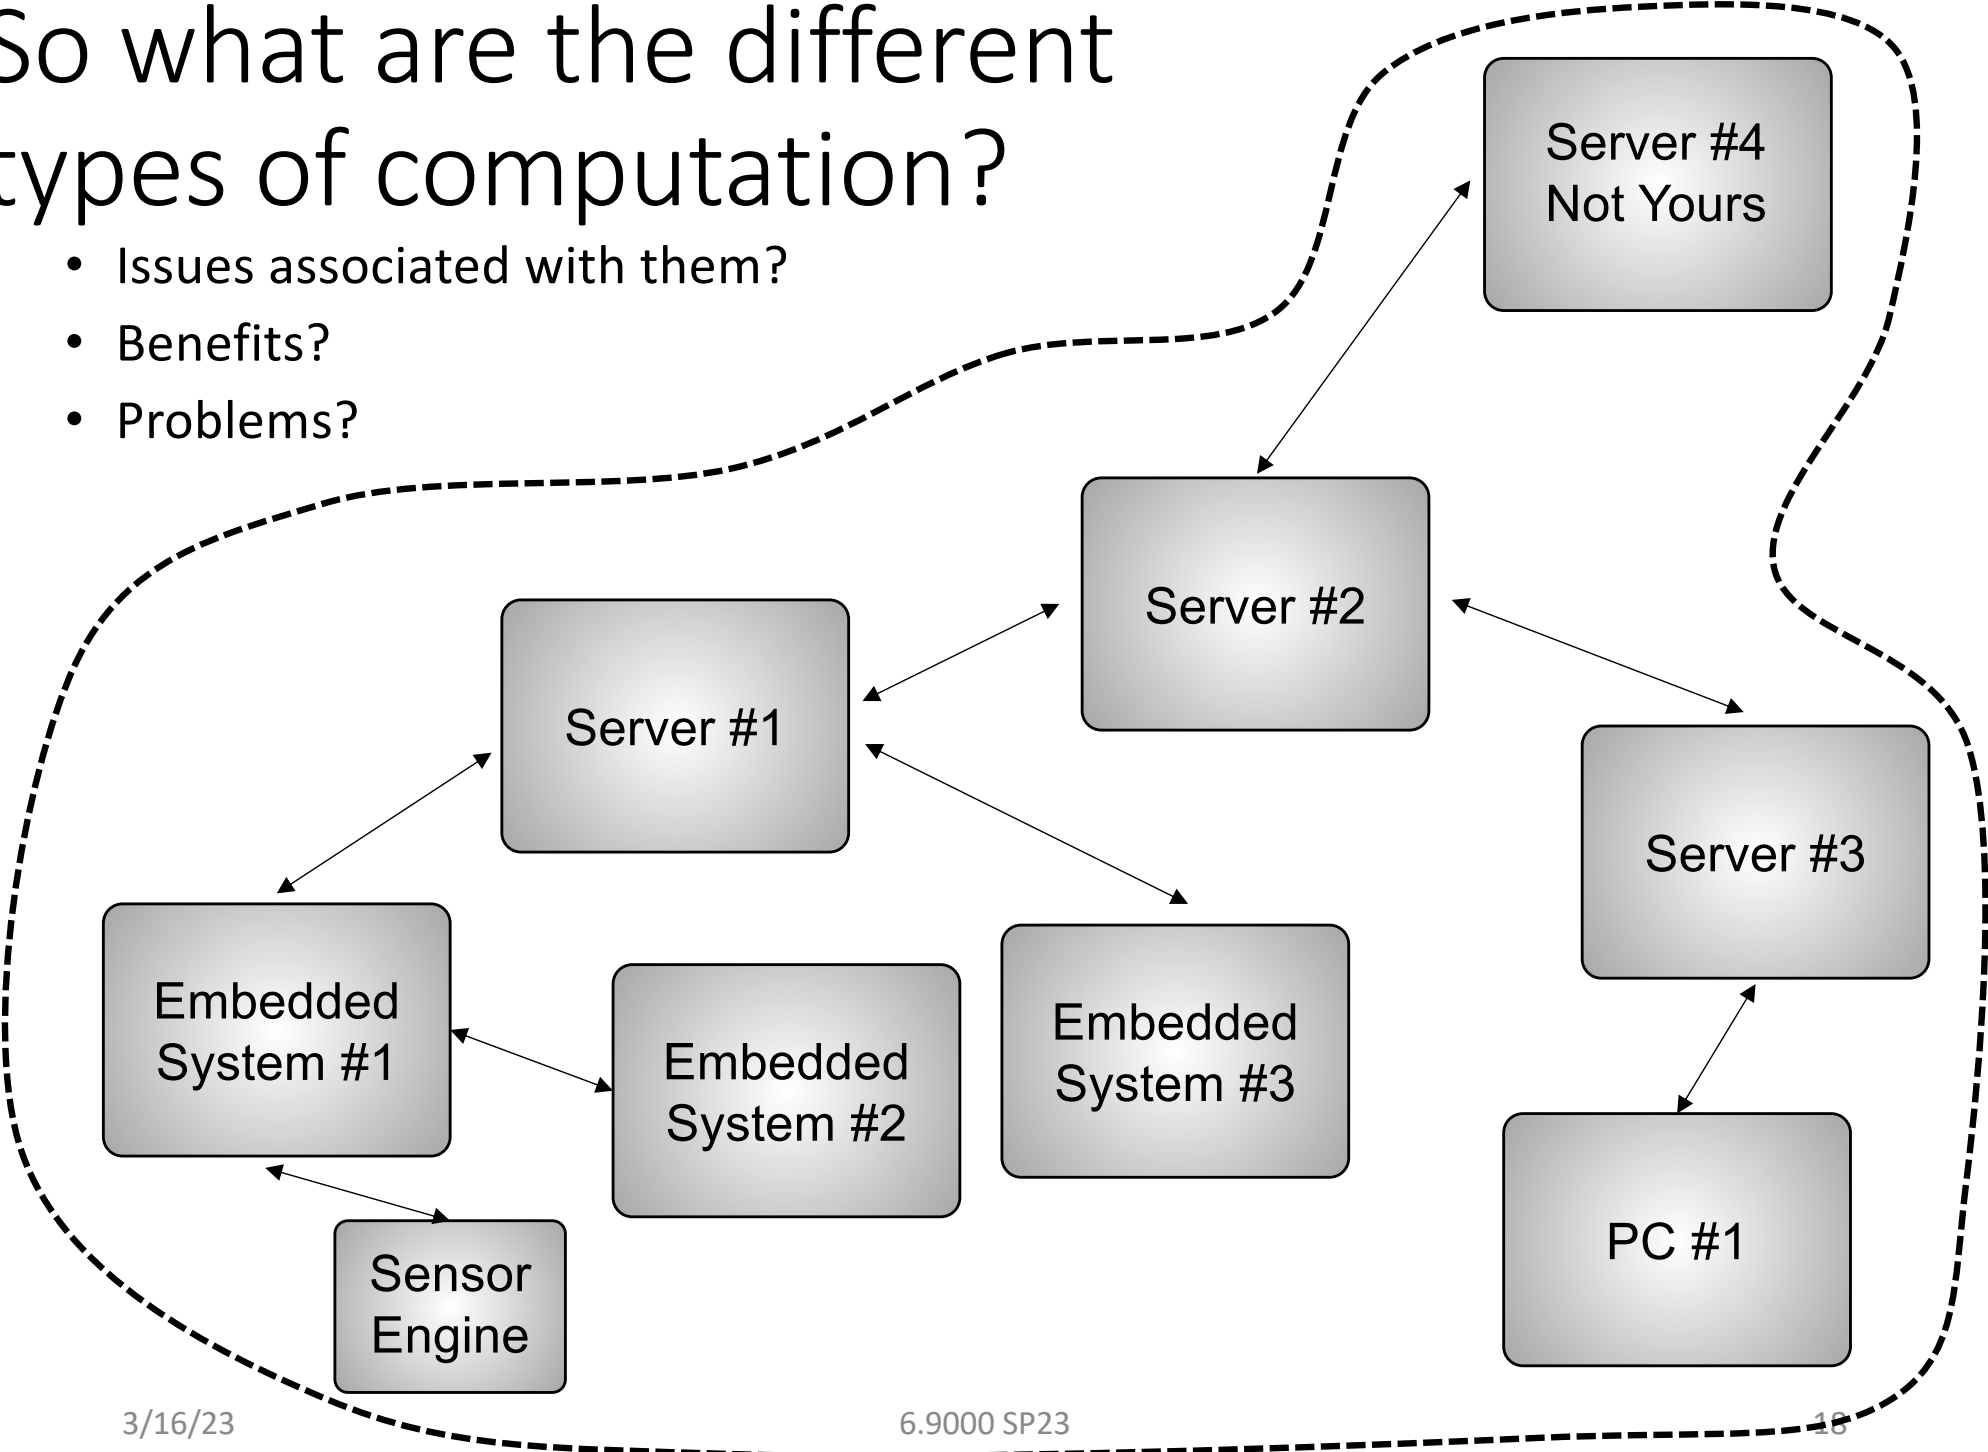 So what are the different
types of computation?
• Issues associated with them?
• Benefits?
• Problems?
Server #4
Not Yours
Server #2
Server #1
Server #3
Embedded
System #1
Embedded
System #2
Embedded
System #3
Sensor
Engine
PC #1
3/16/23
6.9000 SP23
18